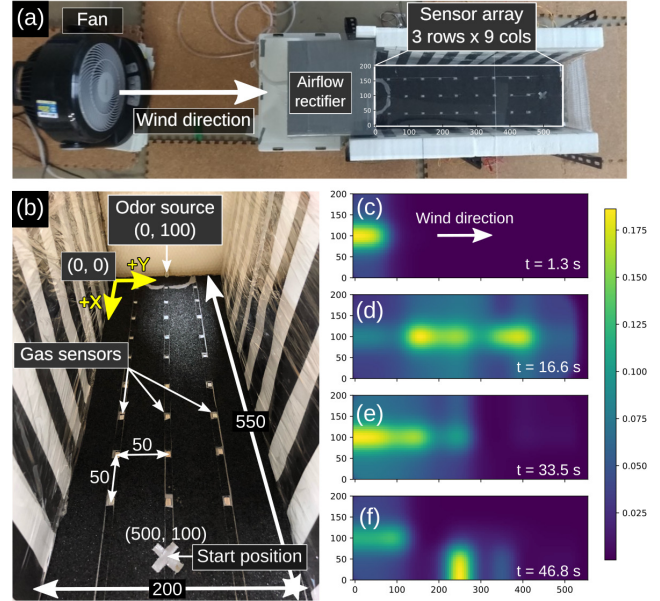 (a)
Fan
Wind direction
Airflow
rectifier
Sensor array
3 rows x 9 cols
200
150
100
50
0
0 100 200 300 400 500
(b)
Odor source
(0, 100)
(0, 0)
+Y
+X
Gas sensors
550
50
50
(500, 100)
Start position
200
(c)
Wind direction
t = 1.3 s
200
150
100
50
0
(d)
t = 16.6 s
200
150
100
50
0
(e)
t = 33.5 s
200
150
100
50
0
(f)
t = 46.8 s
200
150
100
50
0
0 100 200 300 400 500
0.175
0.150
0.125
0.100
0.075
0.050
0.025